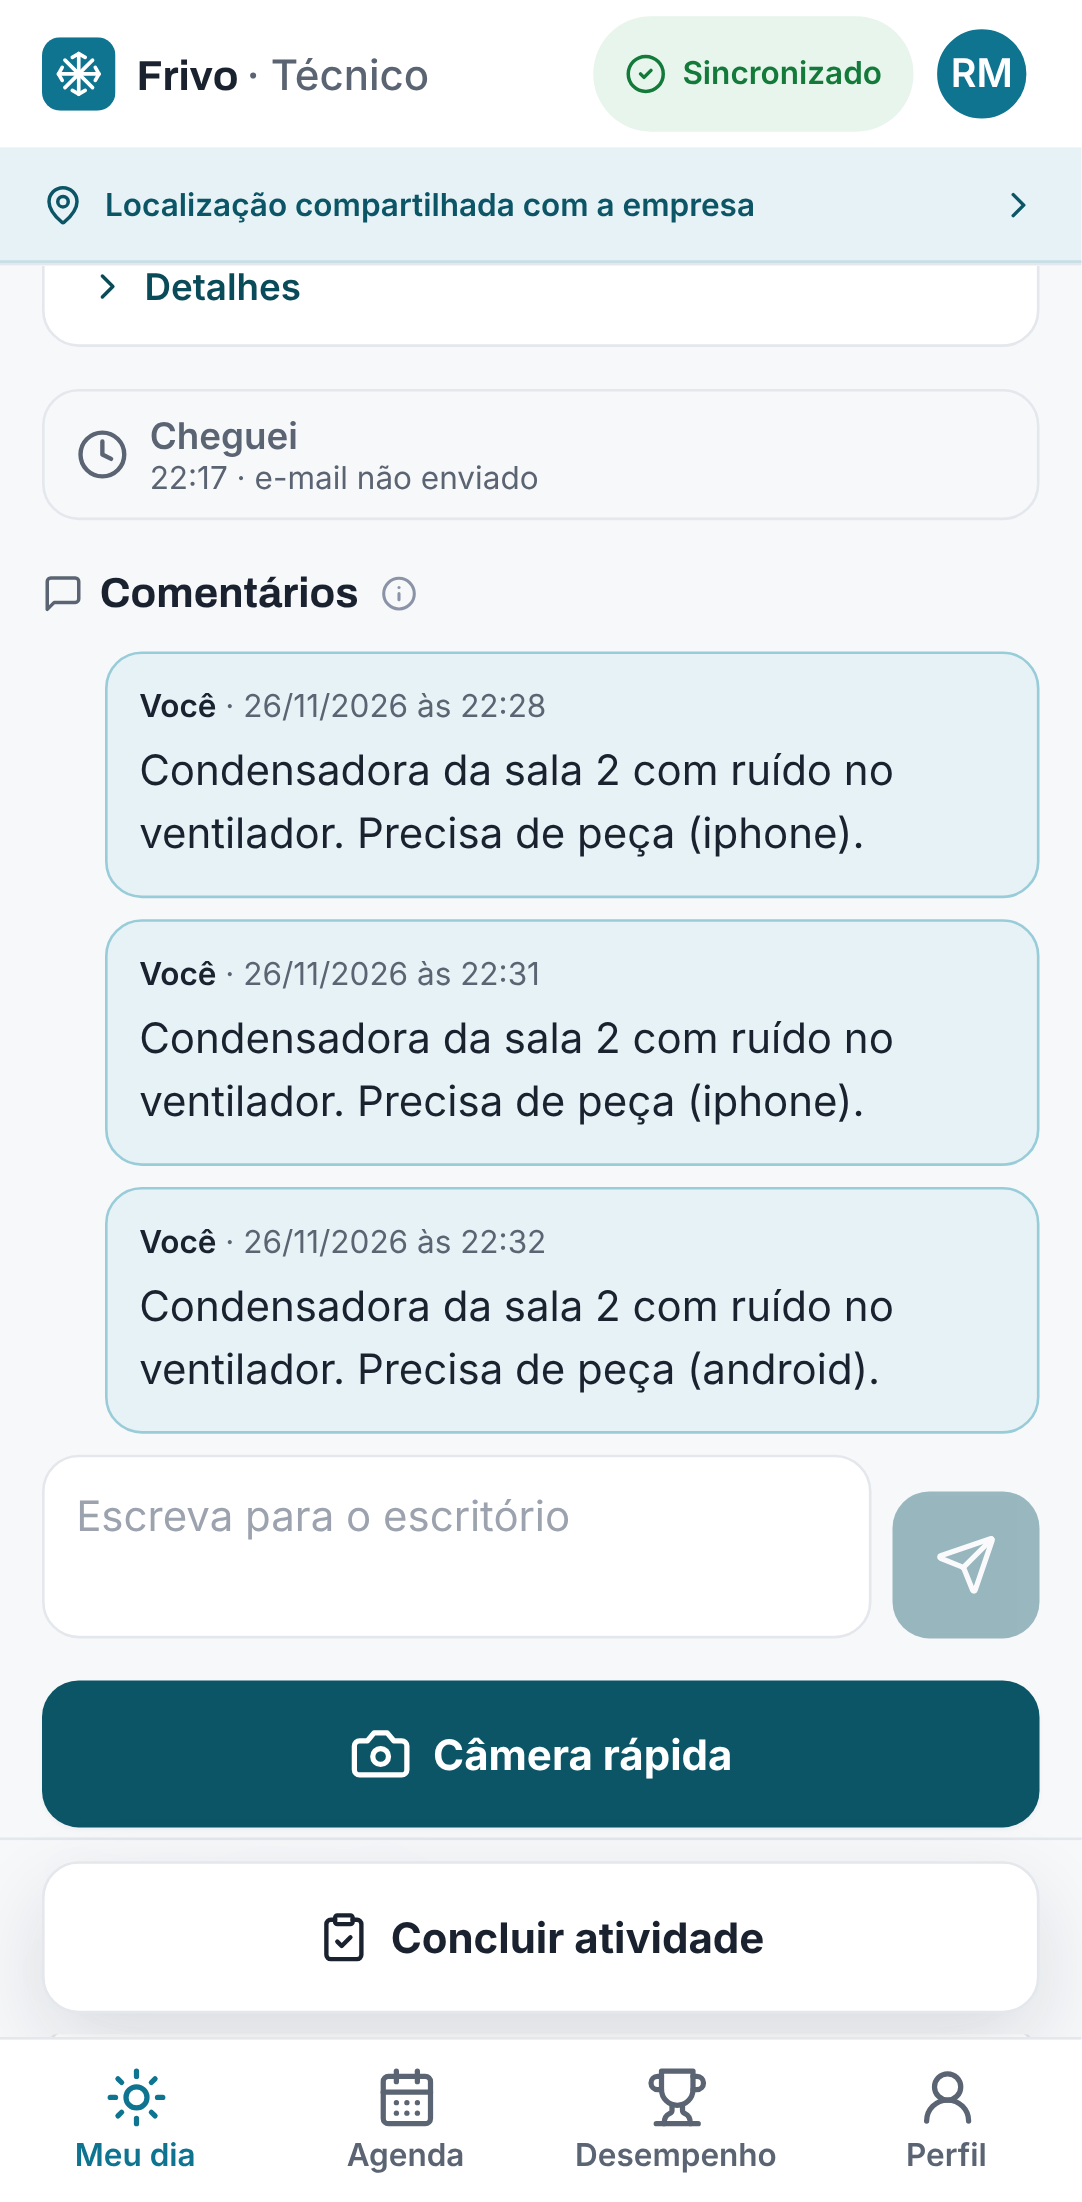 Frivo · Técnico
Sincronizado
RM
Localização compartilhada com a empresa
Detalhes
Cheguei
22:17 · e-mail não enviado
Comentários
Você · 26/11/2026 às 22:28
Condensadora da sala 2 com ruído no
ventilador. Precisa de peça (iphone).
Você · 26/11/2026 às 22:31
Condensadora da sala 2 com ruído no
ventilador. Precisa de peça (iphone).
Você · 26/11/2026 às 22:32
Condensadora da sala 2 com ruído no
ventilador. Precisa de peça (android).
Escreva para o escritório
Câmera rápida
Concluir atividade
Meu dia
Agenda
Desempenho
Perfil